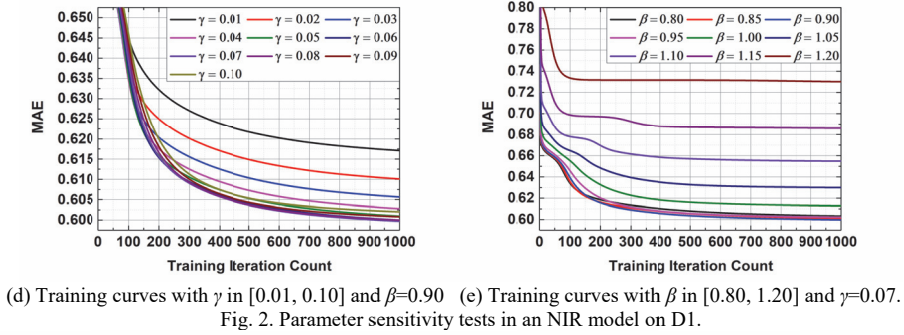 0.650
0.645
0.640
0.635
0.630
0.625
0.620
0.615
0.610
0.605
0.600
MAE
γ = 0.01 γ = 0.02 γ = 0.03
γ = 0.04 γ = 0.05 γ = 0.06
γ = 0.07 γ = 0.08 γ = 0.09
γ = 0.10
0 100 200 300 400 500 600 700 800 900 1000
Training Iteration Count
0.80
0.78
0.76
0.74
0.72
0.70
0.68
0.66
0.64
0.62
0.60
MAE
β = 0.80 β = 0.85 β = 0.90
β = 0.95 β = 1.00 β = 1.05
β = 1.10 β = 1.15 β = 1.20
0 100 200 300 400 500 600 700 800 900 1000
Training Iteration Count
(d) Training curves with γ in [0.01, 0.10] and β=0.90 (e) Training curves with β in [0.80, 1.20] and γ=0.07.
Fig. 2. Parameter sensitivity tests in an NIR model on D1.